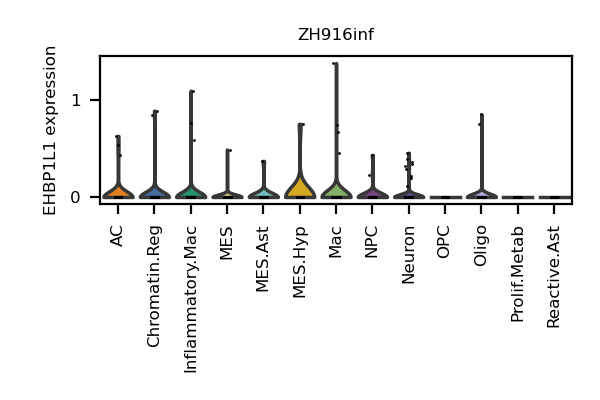 ZH916inf
EHBP1L1 expression
1
0
AC
Chromatin.Reg
Inflammatory.Mac
MES
MES.Ast
MES.Hyp
Mac
NPC
Neuron
OPC
Oligo
Prolif.Metab
Reactive.Ast